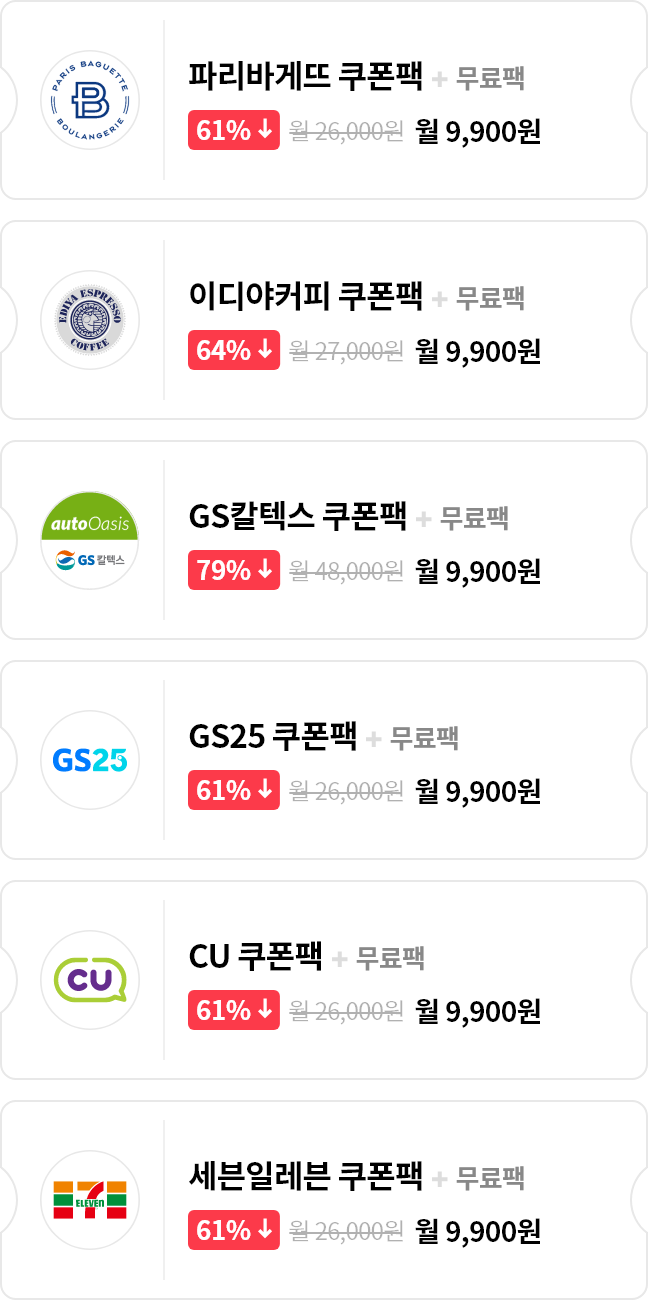 PARIS BAGUETTE
BOULANGERIE
파리바게뜨 쿠폰팩 + 무료팩
61%↓ 월 26,000원 월 9,900원
EDIYA ESPRESSO
COFFEE
이디야커피 쿠폰팩 + 무료팩
64%↓ 월 27,000원 월 9,900원
autoOasis
GS칼텍스
GS칼텍스 쿠폰팩 + 무료팩
79%↓ 월 48,000원 월 9,900원
GS25
GS25 쿠폰팩 + 무료팩
61%↓ 월 26,000원 월 9,900원
CU
CU 쿠폰팩 + 무료팩
61%↓ 월 26,000원 월 9,900원
7 ELEVEN
세븐일레븐 쿠폰팩 + 무료팩
61%↓ 월 26,000원 월 9,900원